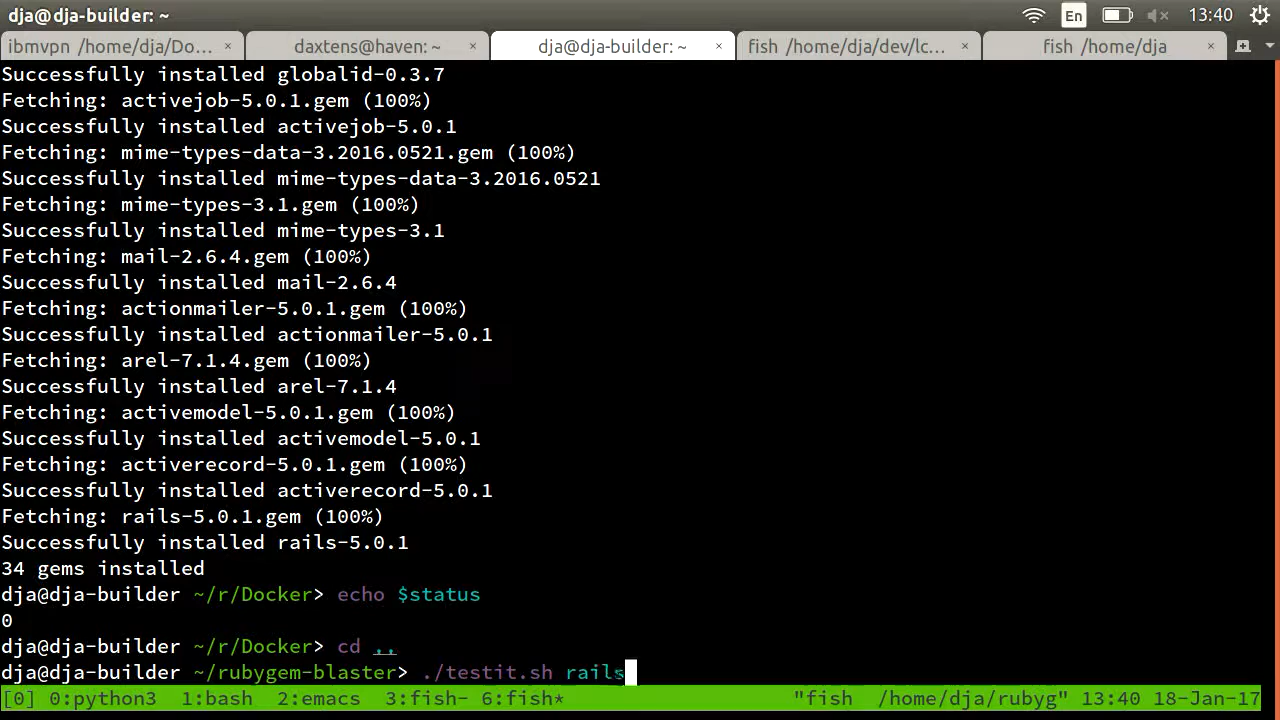 dja@dja-builder: ~ En 13:40
ibmvpn /home/dja/Do... × daxtens@haven: ~ × dja@dja-builder: ~ × fish /home/dja/dev/lc... × fish /home/dja ×
Successfully installed globalid-0.3.7
Fetching: activejob-5.0.1.gem (100%)
Successfully installed activejob-5.0.1
Fetching: mime-types-data-3.2016.0521.gem (100%)
Successfully installed mime-types-data-3.2016.0521
Fetching: mime-types-3.1.gem (100%)
Successfully installed mime-types-3.1
Fetching: mail-2.6.4.gem (100%)
Successfully installed mail-2.6.4
Fetching: actionmailer-5.0.1.gem (100%)
Successfully installed actionmailer-5.0.1
Fetching: arel-7.1.4.gem (100%)
Successfully installed arel-7.1.4
Fetching: activemodel-5.0.1.gem (100%)
Successfully installed activemodel-5.0.1
Fetching: activerecord-5.0.1.gem (100%)
Successfully installed activerecord-5.0.1
Fetching: rails-5.0.1.gem (100%)
Successfully installed rails-5.0.1
34 gems installed
dja@dja-builder ~/r/Docker> echo $status
0
dja@dja-builder ~/r/Docker> cd ..
dja@dja-builder ~/rubygem-blaster> ./testit.sh rails
[0] 0:python3 1:bash 2:emacs 3:fish- 6:fish* "fish /home/dja/rubyg" 13:40 18-Jan-17